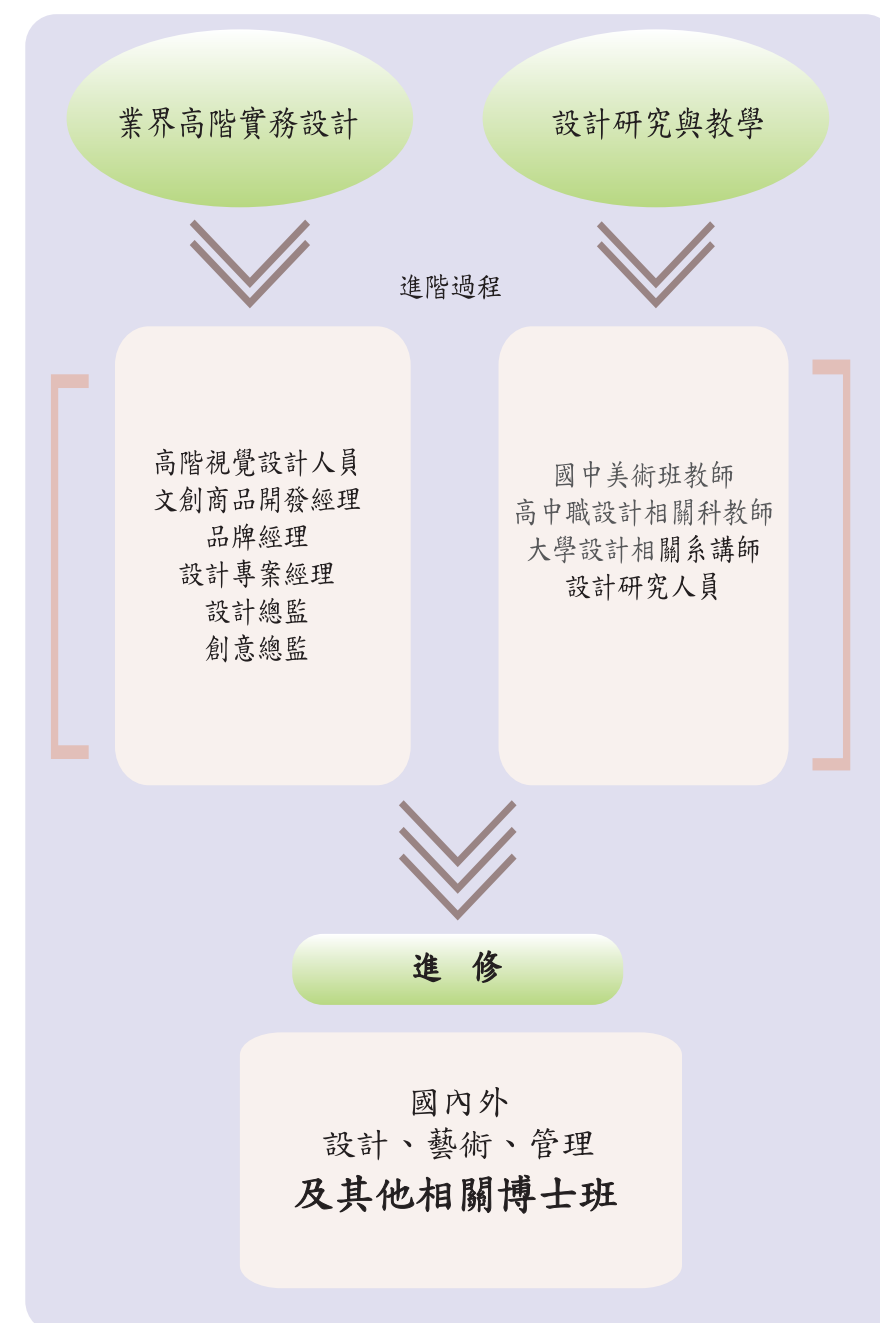 業界高階實務設計
設計研究與教學
進階過程
高階視覺設計人員
文創商品開發經理
品牌經理
設計專案經理
設計總監
創意總監
國中美術班教師
高中職設計相關科教師
大學設計相關系講師
設計研究人員
進 修
國內外
設計、藝術、管理
及其他相關博士班